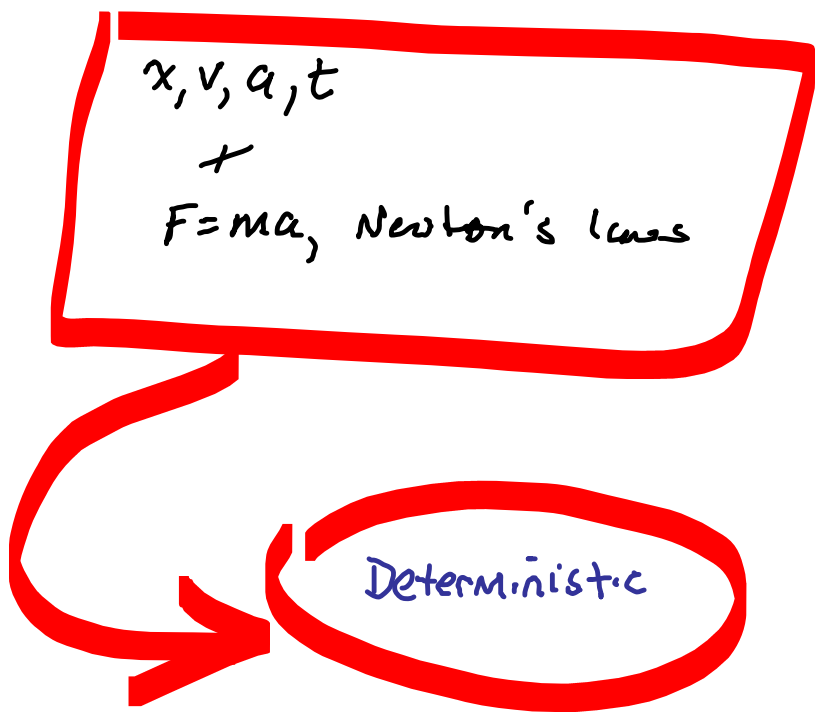 x, v, a, t
+
F=ma, Newton's laws
Deterministic